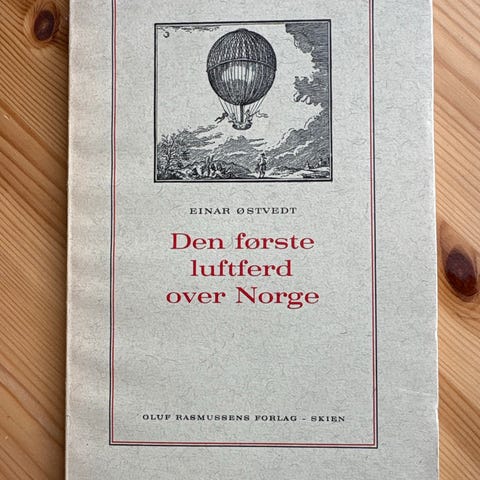 EINAR ØSTVEDT
Den første
luftferd
over Norge
OLUF RASMUSSENS FORLAG - SKIEN